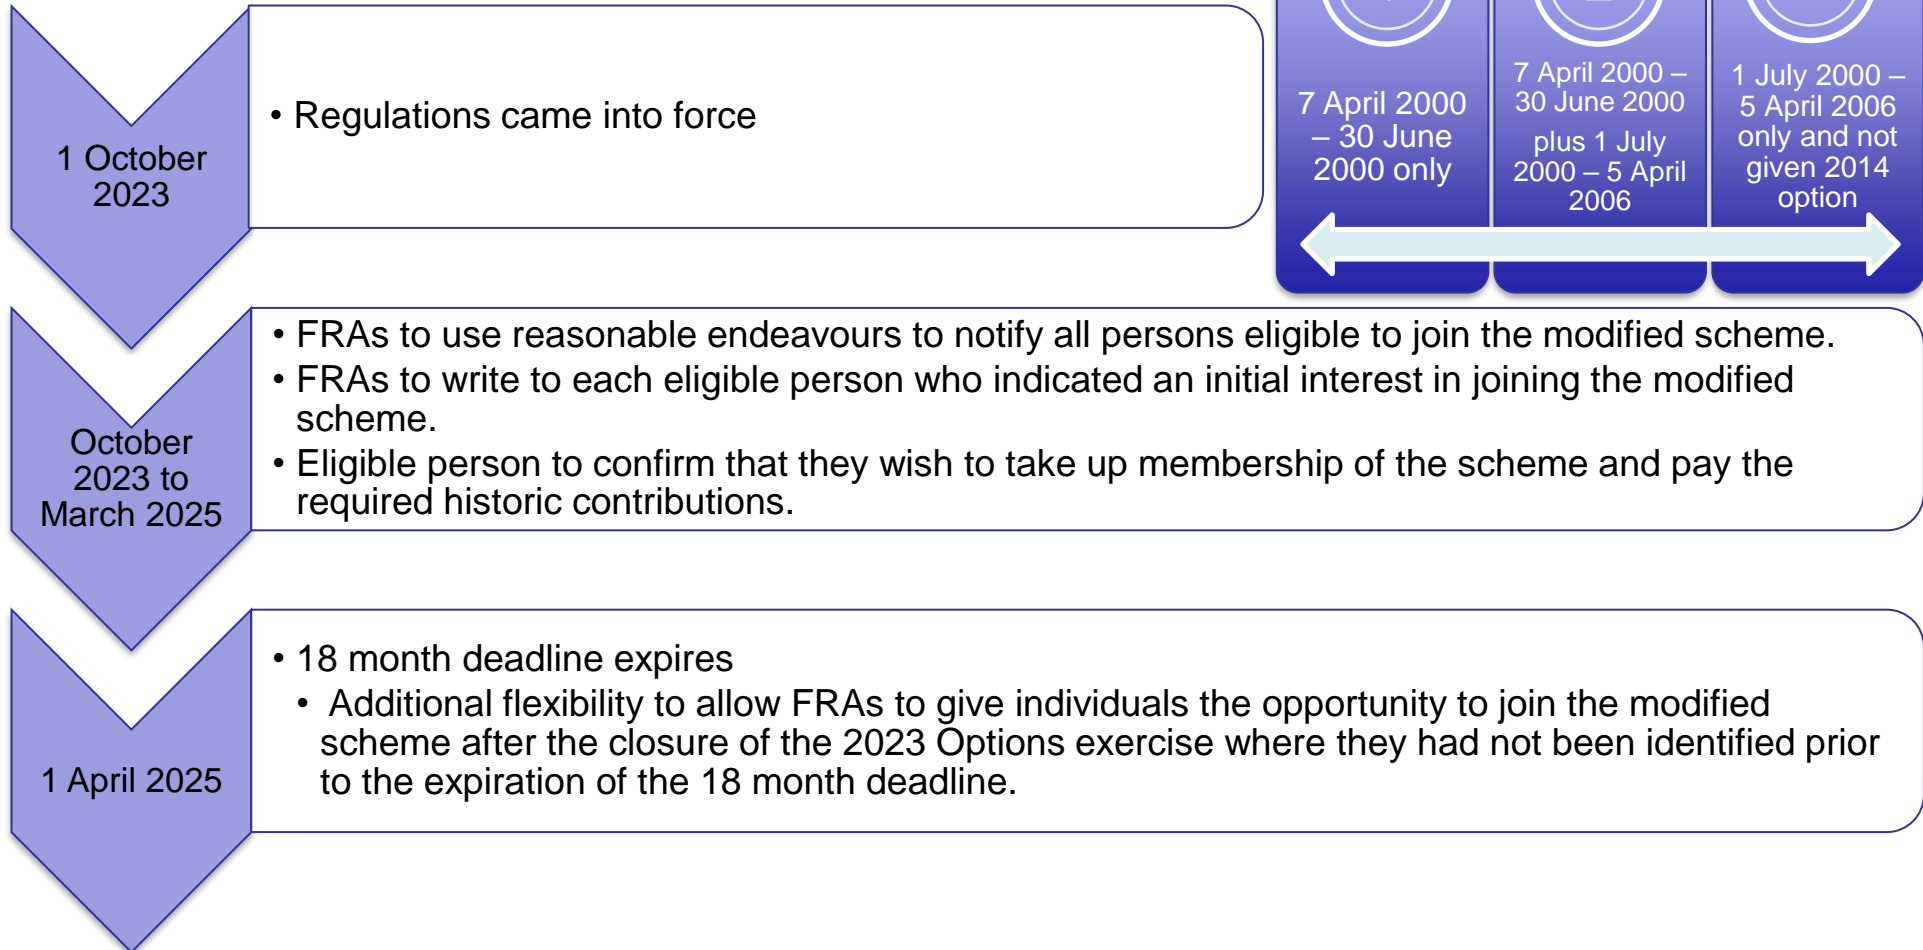 1 October
2023
• Regulations came into force
7 April 2000
– 30 June
2000 only
7 April 2000 –
30 June 2000
plus 1 July
2000 – 5 April
2006
1 July 2000 –
5 April 2006
only and not
given 2014
option
October
2023 to
March 2025
• FRAs to use reasonable endeavours to notify all persons eligible to join the modified scheme.
• FRAs to write to each eligible person who indicated an initial interest in joining the modified
scheme.
• Eligible person to confirm that they wish to take up membership of the scheme and pay the
required historic contributions.
1 April 2025
• 18 month deadline expires
• Additional flexibility to allow FRAs to give individuals the opportunity to join the modified
scheme after the closure of the 2023 Options exercise where they had not been identified prior
to the expiration of the 18 month deadline.